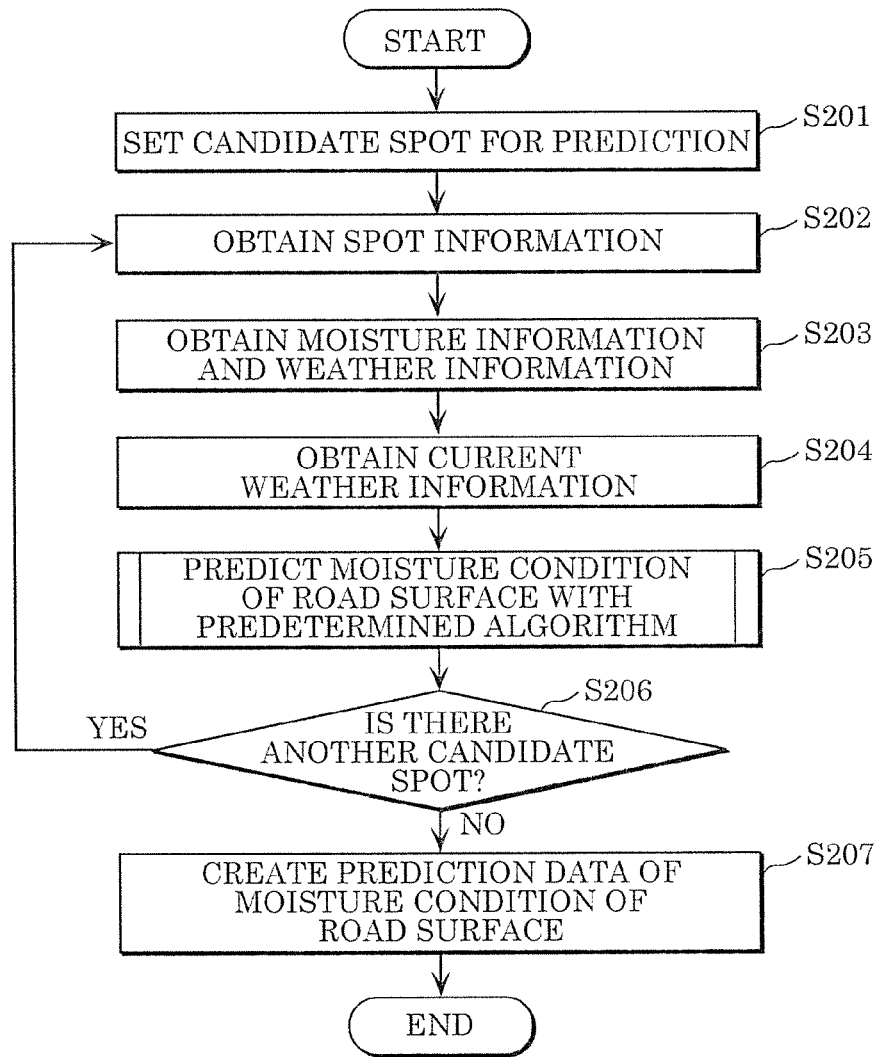 START
S201
SET CANDIDATE SPOT FOR PREDICTION
S202
OBTAIN SPOT INFORMATION
S203
OBTAIN MOISTURE INFORMATION
AND WEATHER INFORMATION
S204
OBTAIN CURRENT
WEATHER INFORMATION
S205
PREDICT MOISTURE CONDITION
OF ROAD SURFACE WITH
PREDETERMINED ALGORITHM
S206
YES
IS THERE
ANOTHER CANDIDATE
SPOT?
NO
S207
CREATE PREDICTION DATA OF
MOISTURE CONDITION OF
ROAD SURFACE
END